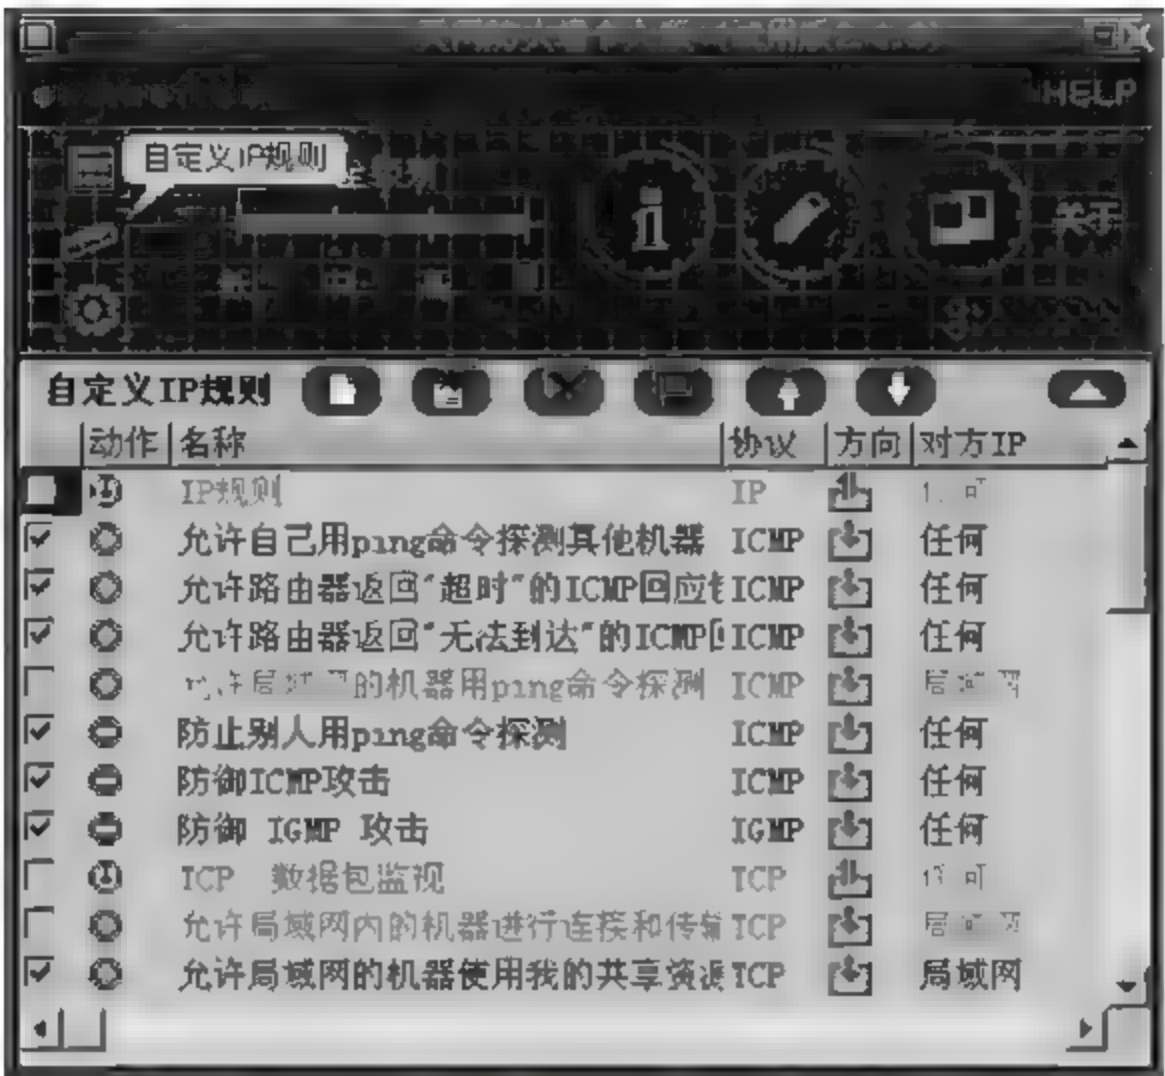 HELP
自定义IP规则
关于
自定义IP规则
动作 名称 协议 方向 对方IP
IP规则 IP
允许自己用ping命令探测其他机器 ICMP 任何
允许路由器返回“超时”的ICMP回应 ICMP 任何
允许路由器返回“无法到达”的ICMP ICMP 任何
的机器用ping命令探测 ICMP
防止别人用ping命令探测 ICMP 任何
防御ICMP攻击 ICMP 任何
防御 IGMP 攻击 IGMP 任何
TCP 数据包监视 TCP
允许局域网内的机器进行连接和传输 TCP
允许局域网的机器使用我的共享资源 TCP 局域网